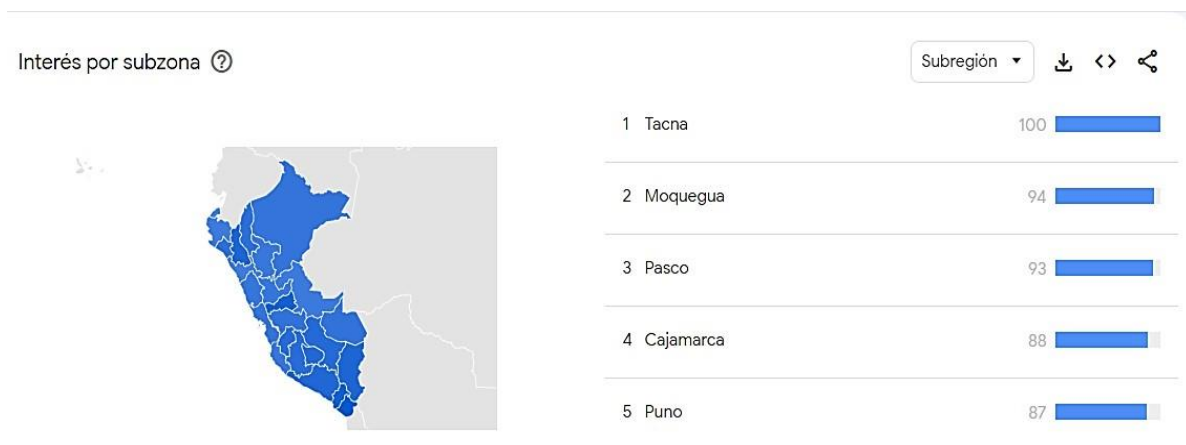 Interés por subzona
Subregión
1 Tacna 100
2 Moquegua 94
3 Pasco 93
4 Cajamarca 88
5 Puno 87